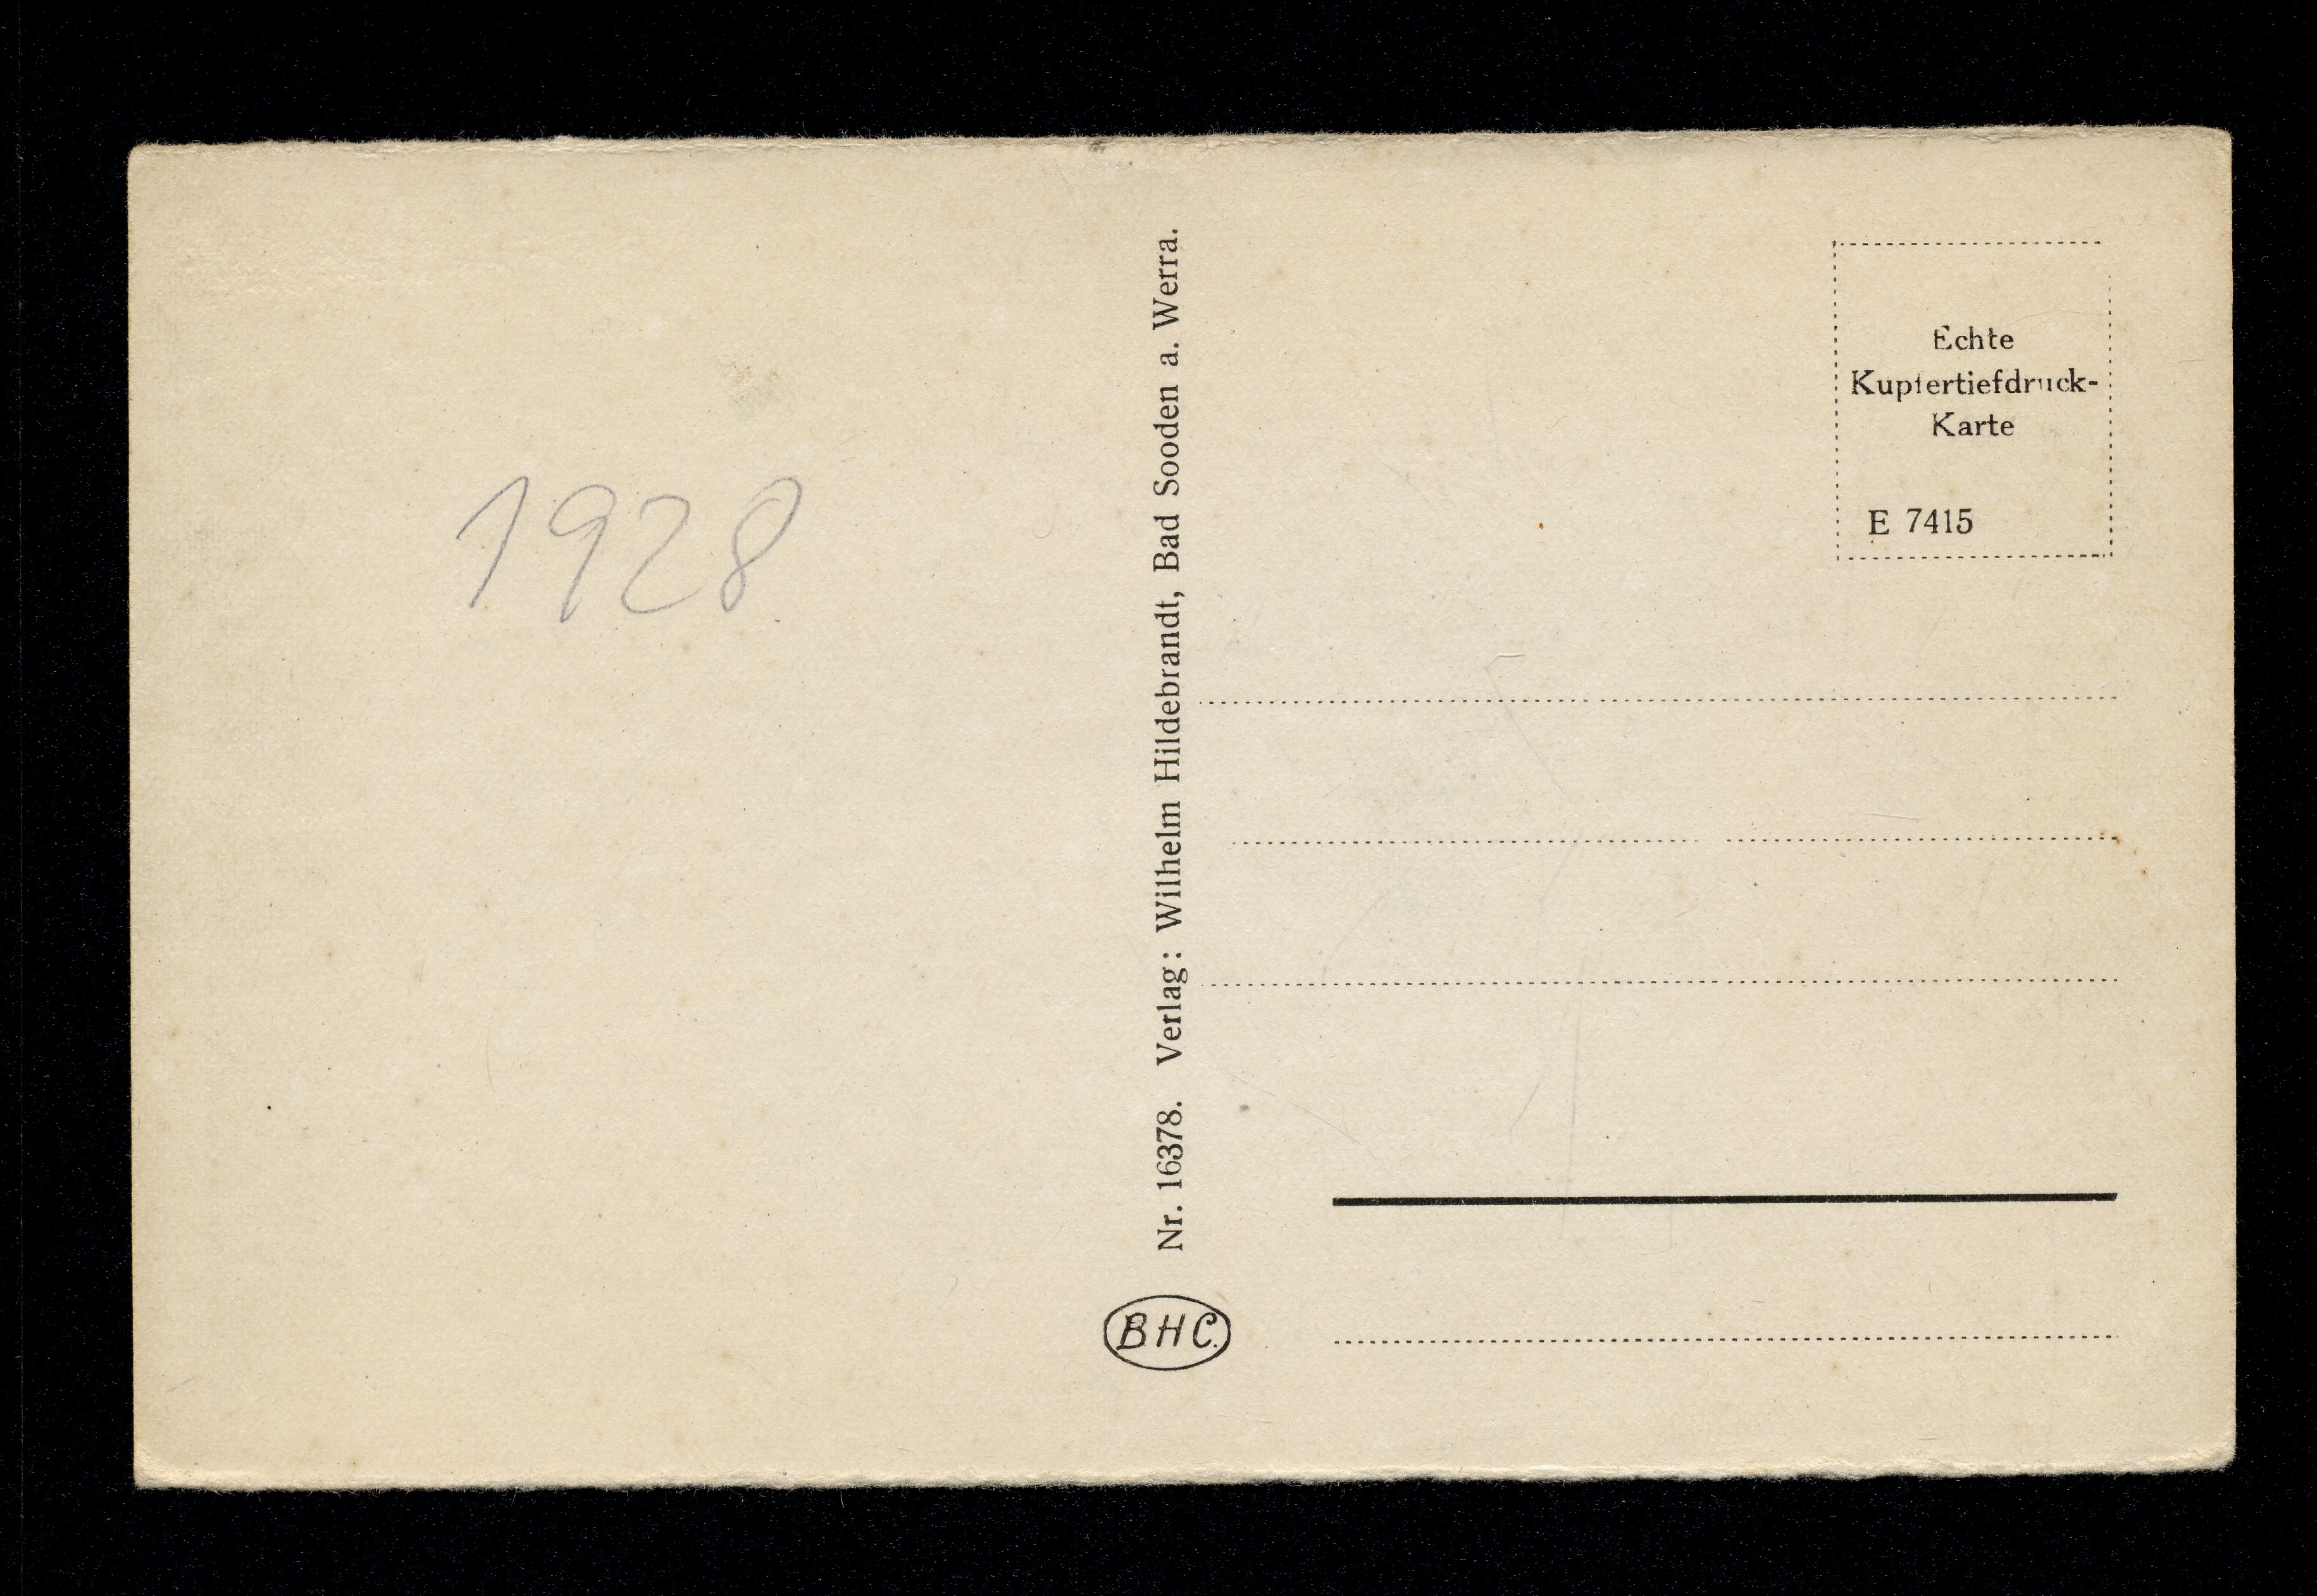 1928
Nr. 16378. Verlag: Wilhelm Hildebrandt, Bad Sooden a. Werra.
BHC.
Echte
Kupfertiefdruck-
Karte
E 7415